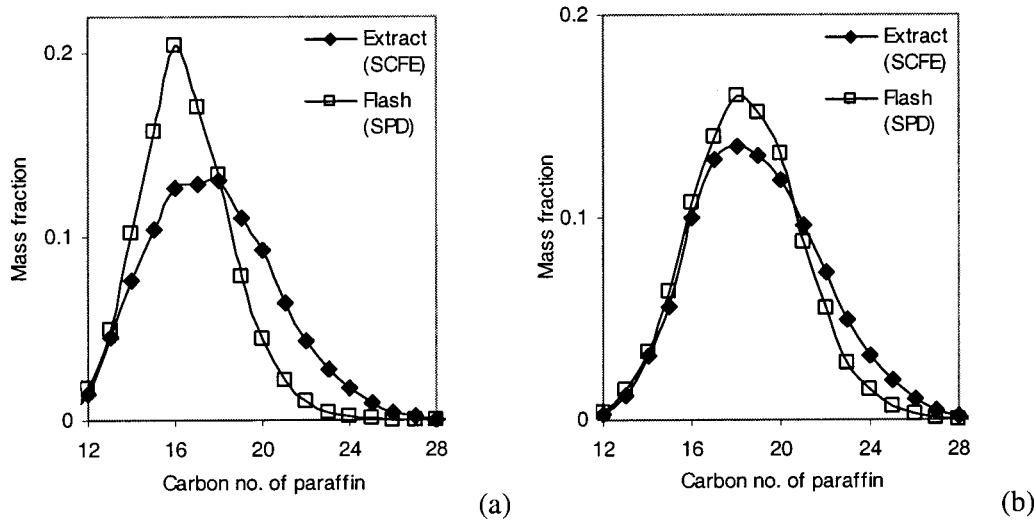 0.2
0.1
0
Mass fraction
12 16 20 24 28
Carbon no. of paraffin
Extract
(SCFE)
Flash
(SPD)
(a)
0.2
0.1
0
Mass fraction
12 16 20 24 28
Carbon no. of paraffin
Extract
(SCFE)
Flash
(SPD)
(b)